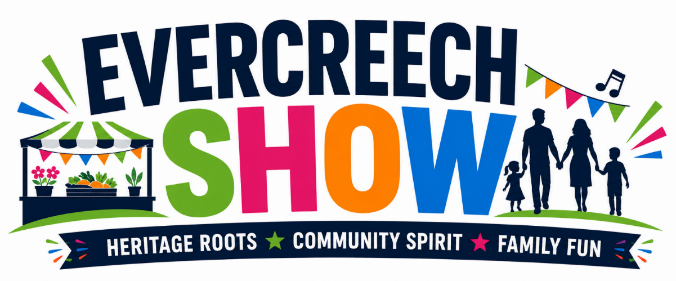 EVERCREECH
SHOW
HERITAGE ROOTS ★ COMMUNITY SPIRIT ★ FAMILY FUN